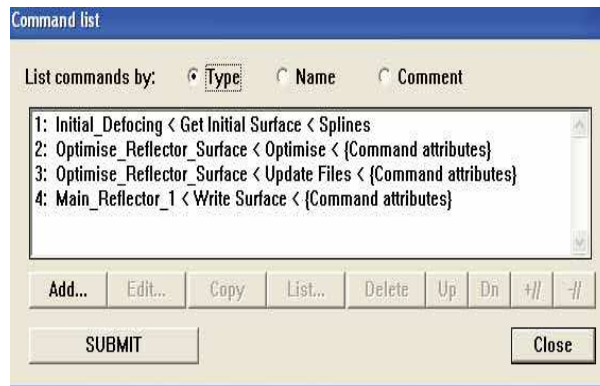 Command list
List commands by: Type Name Comment
1: Initial_Defocing < Get Initial Surface < Splines
2: Optimise_Reflector_Surface < Optimise < {Command attributes}
3: Optimise_Reflector_Surface < Update Files < {Command attributes}
4: Main_Reflector_1 < Write Surface < {Command attributes}
Add... Edit... Copy List... Delete Up Dn +// -//
SUBMIT Close